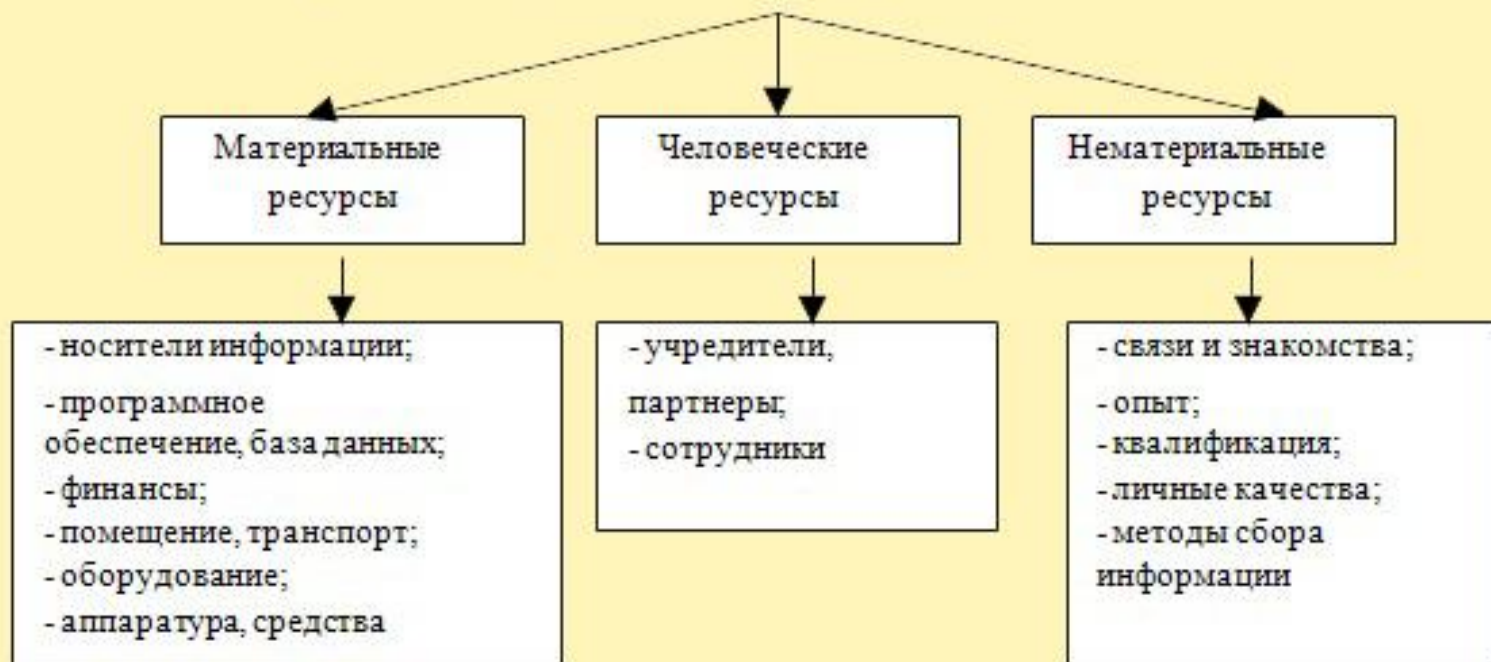 Материальные
ресурсы
Человеческие
ресурсы
Нематериальные
ресурсы
- носители информации;
- программное
обеспечение, база данных;
- финансы;
- помещение, транспорт;
- оборудование;
- аппаратура, средства
- учредители,
партнеры;
- сотрудники
- связи и знакомства;
- опыт;
- квалификация;
- личные качества;
- методы сбора
информации